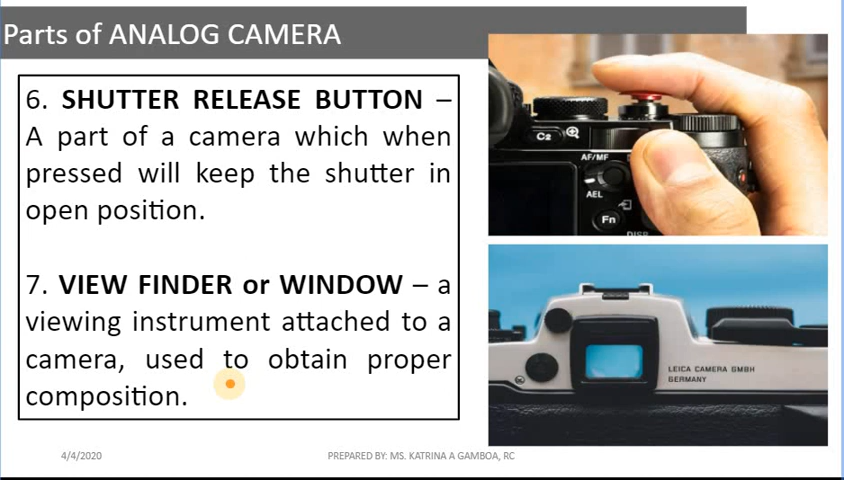 Parts of ANALOG CAMERA
6. SHUTTER RELEASE BUTTON –
A part of a camera which when
pressed will keep the shutter in
open position.
7. VIEW FINDER or WINDOW – a
viewing instrument attached to a
camera, used to obtain proper
composition.
C2
AF/MF
AEL
Fn
DISP
LEICA CAMERA GMBH
GERMANY
4/4/2020
PREPARED BY: MS. KATRINA A GAMBOA, RC